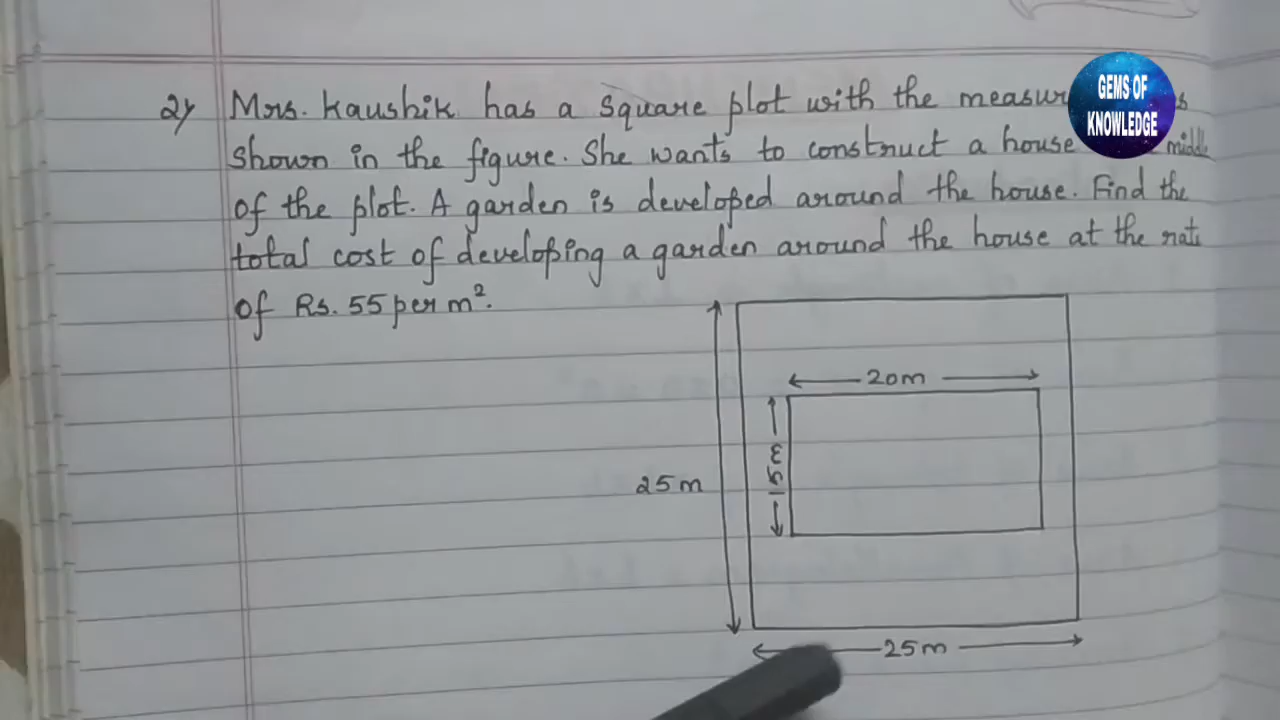 2) Mrs. Kaushik has a square plot with the
shown in the figure. She wants to construct a house
of the plot. A garden is developed around the house. Find the
total cost of developing a garden around the house at the rate
of Rs. 55 per m².
GEMS OF
KNOWLEDGE
20m
15m
25m
25m